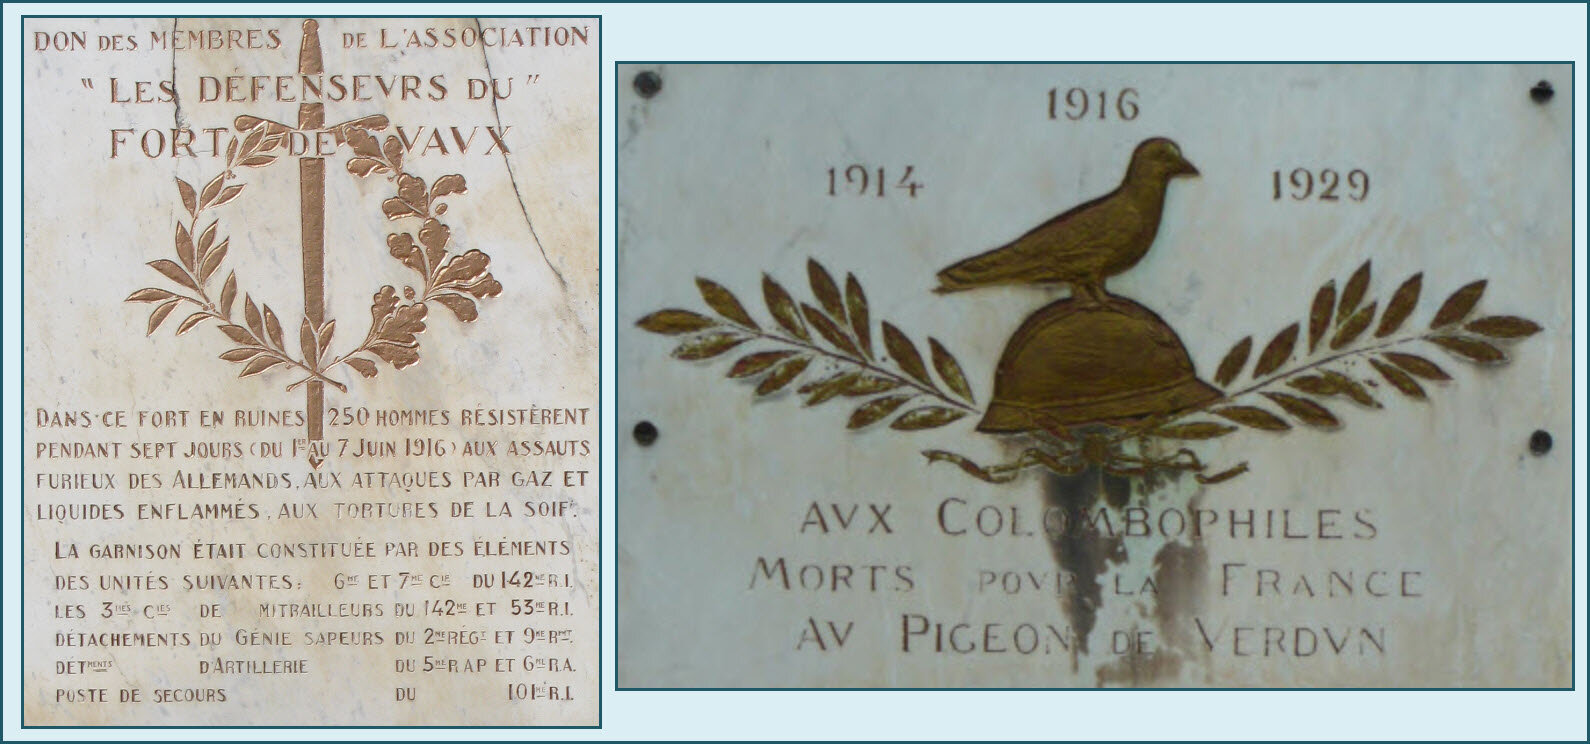 DON DES MEMBRES DE L'ASSOCIATION
"LES DÉFENSEVRS DU"
FORT DE VAVX
DANS·CE FORT EN RUINES 250 HOMMES RÉSISTÈRENT
PENDANT SEPT JOURS (DU 1ER AU 7 JUIN 1916) AUX ASSAUTS
FURIEUX DES ALLEMANDS, AUX ATTAQUES PAR GAZ ET
LIQUIDES ENFLAMMÉS, AUX TORTURES DE LA SOIF.
LA GARNISON ÉTAIT CONSTITUÉE PAR DES ÉLÉMENTS
DES UNITÉS SUIVANTES: 6ME ET 7ME CIE DU 142ME R.I.
LES 3MES CIES DE MITRAILLEURS DU 142ME ET 53ME R.I.
DÉTACHEMENTS DU GÉNIE SAPEURS DU 2ME RÉGT ET 9ME RMT.
DÉTMENTS D'ARTILLERIE DU 5ME R A P ET 6ME R.A.
POSTE DE SECOURS DU 101ME R.I.
1916
1914 1929
AVX COLOMBOPHILES
MORTS POVR LA FRANCE
AV PIGEON DE VERDVN